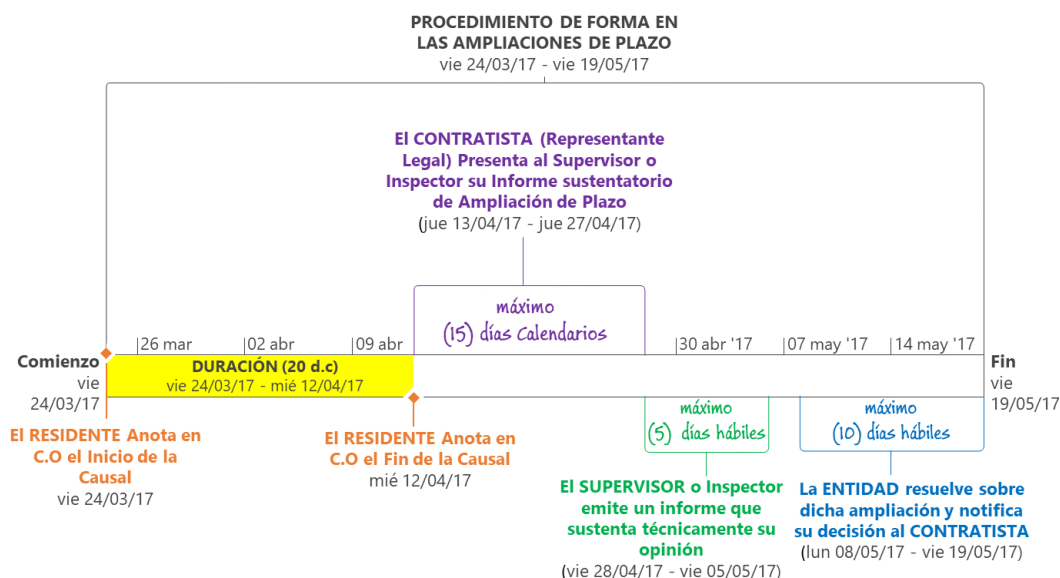 PROCEDIMIENTO DE FORMA EN
LAS AMPLIACIONES DE PLAZO
vie 24/03/17 - vie 19/05/17
El CONTRATISTA (Representante
Legal) Presenta al Supervisor o
Inspector su Informe sustentatorio
de Ampliación de Plazo
(jue 13/04/17 - jue 27/04/17)
máximo
(15) días Calendarios
26 mar
02 abr
09 abr
30 abr '17
07 may '17
14 may '17
Comienzo
vie
24/03/17
DURACIÓN (20 d.c)
vie 24/03/17 - mié 12/04/17
Fin
vie
19/05/17
El RESIDENTE Anota en
C.O el Inicio de la
Causal
vie 24/03/17
El RESIDENTE Anota en
C.O el Fin de la Causal
mié 12/04/17
máximo
(5) días hábiles
máximo
(10) días hábiles
El SUPERVISOR o Inspector
emite un informe que
sustenta técnicamente su
opinión
(vie 28/04/17 - vie 05/05/17)
La ENTIDAD resuelve sobre
dicha ampliación y notifica
su decisión al CONTRATISTA
(lun 08/05/17 - vie 19/05/17)